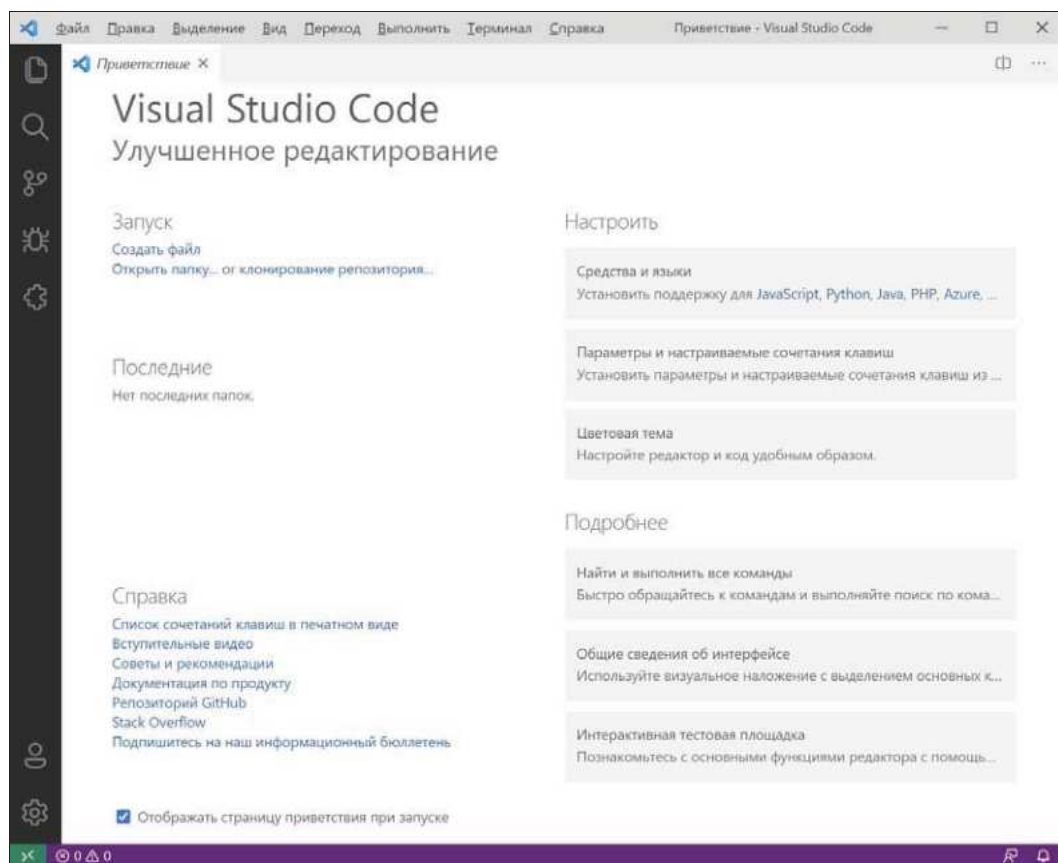 Файл Правка Выделение Вид Переход Выполнить Терминал Справка Приветствие - Visual Studio Code
Приветствие
Visual Studio Code
Улучшенное редактирование
Запуск
Создать файл
Открыть папку... or клонирование репозитория...
Последние
Нет последних папок.
Справка
Список сочетаний клавиш в печатном виде
Вступительные видео
Советы и рекомендации
Документация по продукту
Репозиторий GitHub
Stack Overflow
Подпишитесь на наш информационный бюллетень
Отображать страницу приветствия при запуске
Настроить
Средства и языки
Установить поддержку для JavaScript, Python, Java, PHP, Azure, ...
Параметры и настраиваемые сочетания клавиш
Установить параметры и настраиваемые сочетания клавиш из ...
Цветовая тема
Настройте редактор и код удобным образом.
Подробнее
Найти и выполнить все команды
Быстро обращайтесь к командам и выполняйте поиск по кома...
Общие сведения об интерфейсе
Используйте визуальное наложение с выделением основных к...
Интерактивная тестовая площадка
Познакомьтесь с основными функциями редактора с помощь...
0 0